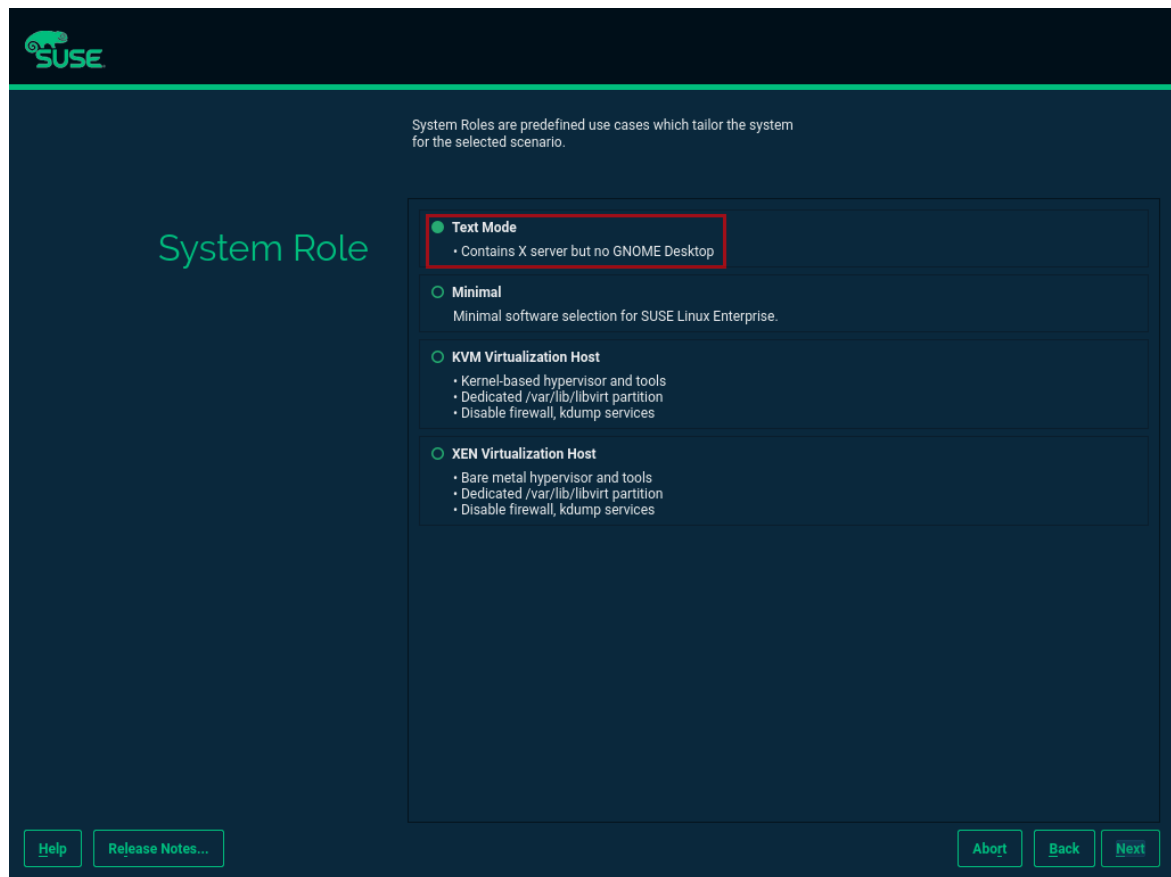 SUSE
System Roles are predefined use cases which tailor the system
for the selected scenario.
System Role
Text Mode
• Contains X server but no GNOME Desktop
Minimal
Minimal software selection for SUSE Linux Enterprise.
KVM Virtualization Host
• Kernel-based hypervisor and tools
• Dedicated /var/lib/libvirt partition
• Disable firewall, kdump services
XEN Virtualization Host
• Bare metal hypervisor and tools
• Dedicated /var/lib/libvirt partition
• Disable firewall, kdump services
Help
Release Notes...
Abort
Back
Next